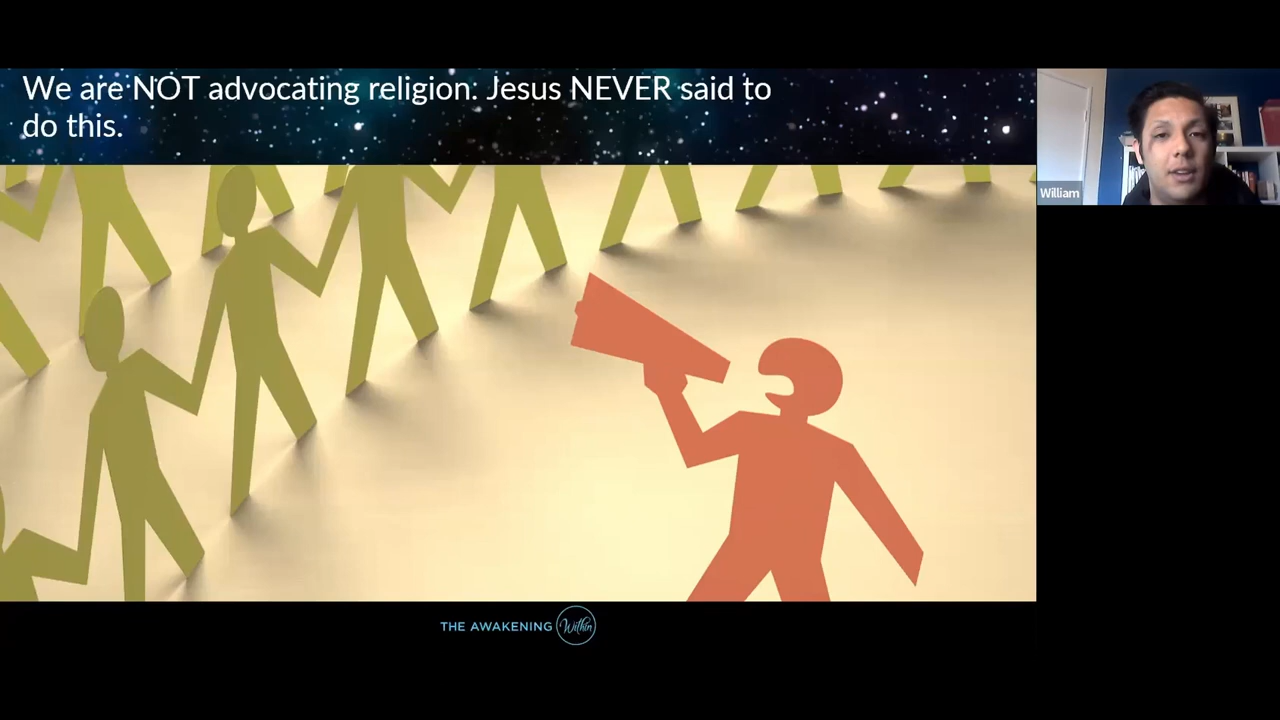 We are NOT advocating religion: Jesus NEVER said to
do this.
William
THE AWAKENING Within